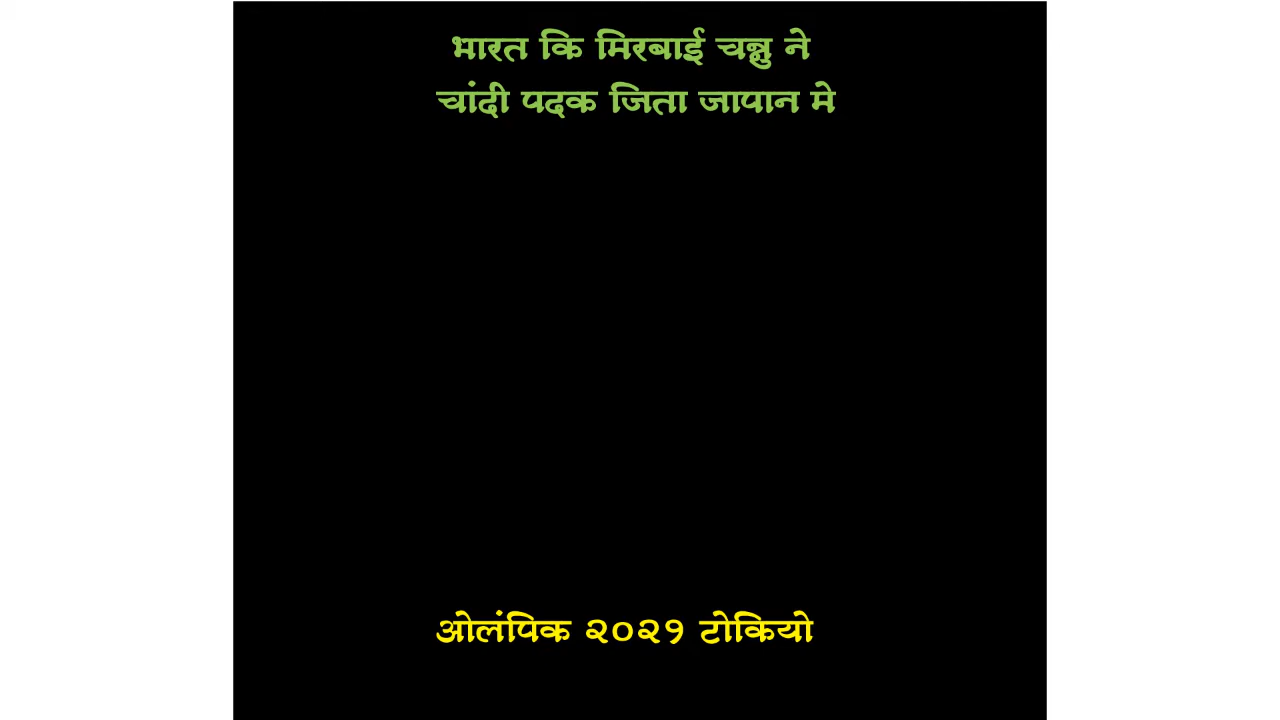 भारत कि मिरबाई चन्नु ने
चांदी पदक जिता जापान मे
ओलंपिक २०२१ टोकियो